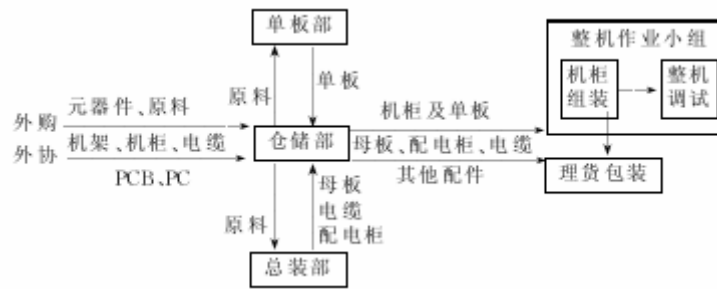 单板部
整机作业小组
原料
单板
机柜
组装
整机
调试
外购
元器件、原料
机柜及单板
外协
机架、机柜、电缆
仓储部
母板、配电柜、电缆
PCB、PC
其他配件
理货包装
原料
母板
电缆
配电柜
总装部